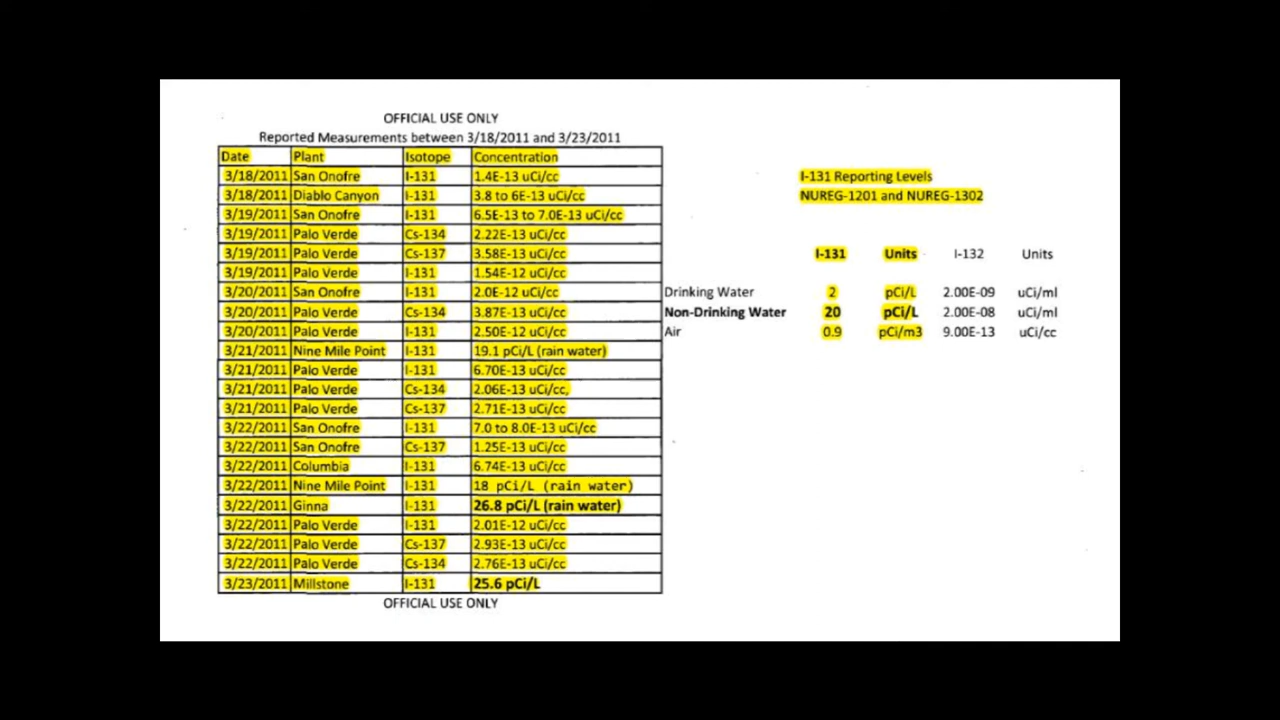 OFFICIAL USE ONLY
Reported Measurements between 3/18/2011 and 3/23/2011
Date Plant Isotope Concentration
3/18/2011 San Onofre I-131 1.4E-13 uCi/cc
3/18/2011 Diablo Canyon I-131 3.8 to 6E-13 uCi/cc
3/19/2011 San Onofre I-131 6.5E-13 to 7.0E-13 uCi/cc
3/19/2011 Palo Verde Cs-134 2.22E-13 uCi/cc
3/19/2011 Palo Verde Cs-137 3.58E-13 uCi/cc
3/19/2011 Palo Verde I-131 1.54E-12 uCi/cc
3/20/2011 San Onofre I-131 2.0E-12 uCi/cc
3/20/2011 Palo Verde Cs-134 3.87E-13 uCi/cc
3/20/2011 Palo Verde I-131 2.50E-12 uCi/cc
3/21/2011 Nine Mile Point I-131 19.1 pCi/L (rain water)
3/21/2011 Palo Verde I-131 6.70E-13 uCi/cc
3/21/2011 Palo Verde Cs-134 2.06E-13 uCi/cc,
3/21/2011 Palo Verde Cs-137 2.71E-13 uCi/cc
3/22/2011 San Onofre I-131 7.0 to 8.0E-13 uCi/cc
3/22/2011 San Onofre Cs-137 1.25E-13 uCi/cc
3/22/2011 Columbia I-131 6.74E-13 uCi/cc
3/22/2011 Nine Mile Point I-131 18 pCi/L (rain water)
3/22/2011 Ginna I-131 26.8 pCi/L (rain water)
3/22/2011 Palo Verde I-131 2.01E-12 uCi/cc
3/22/2011 Palo Verde Cs-137 2.93E-13 uCi/cc
3/22/2011 Palo Verde Cs-134 2.76E-13 uCi/cc
3/23/2011 Millstone I-131 25.6 pCi/L
OFFICIAL USE ONLY
I-131 Reporting Levels
NUREG-1201 and NUREG-1302
I-131 Units I-132 Units
Drinking Water 2 pCi/L 2.00E-09 uCi/ml
Non-Drinking Water 20 pCi/L 2.00E-08 uCi/ml
Air 0.9 pCi/m3 9.00E-13 uCi/cc